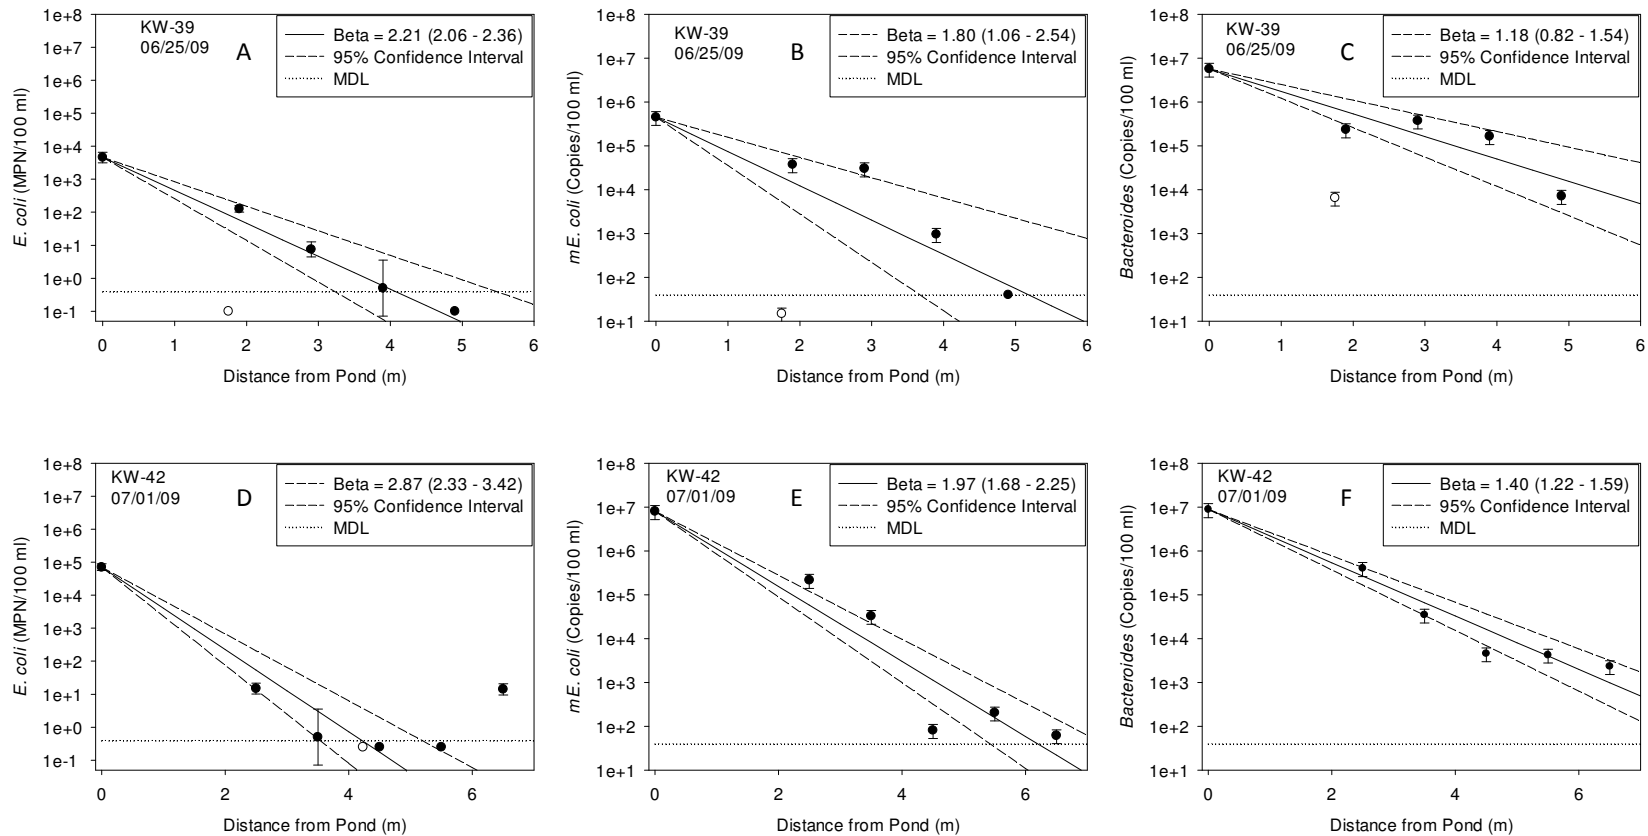 KW-39
06/25/09
A
Beta = 2.21 (2.06 - 2.36)
95% Confidence Interval
MDL
1e+8
1e+7
1e+6
1e+5
1e+4
1e+3
1e+2
1e+1
1e+0
1e-1
E. coli (MPN/100 ml)
0 1 2 3 4 5 6
Distance from Pond (m)
KW-39
06/25/09
B
Beta = 1.80 (1.06 - 2.54)
95% Confidence Interval
MDL
1e+8
1e+7
1e+6
1e+5
1e+4
1e+3
1e+2
1e+1
mE. coli (Copies/100 ml)
0 1 2 3 4 5 6
Distance from Pond (m)
KW-39
06/25/09
C
Beta = 1.18 (0.82 - 1.54)
95% Confidence Interval
MDL
1e+8
1e+7
1e+6
1e+5
1e+4
1e+3
1e+2
1e+1
Bacteroides (Copies/100 ml)
0 1 2 3 4 5 6
Distance from Pond (m)
KW-42
07/01/09
D
Beta = 2.87 (2.33 - 3.42)
95% Confidence Interval
MDL
1e+8
1e+7
1e+6
1e+5
1e+4
1e+3
1e+2
1e+1
1e+0
1e-1
E. coli (MPN/100 ml)
0 2 4 6
Distance from Pond (m)
KW-42
07/01/09
E
Beta = 1.97 (1.68 - 2.25)
95% Confidence Interval
MDL
1e+8
1e+7
1e+6
1e+5
1e+4
1e+3
1e+2
1e+1
mE. coli (Copies/100 ml)
0 2 4 6
Distance from Pond (m)
KW-42
07/01/09
F
Beta = 1.40 (1.22 - 1.59)
95% Confidence Interval
MDL
1e+8
1e+7
1e+6
1e+5
1e+4
1e+3
1e+2
1e+1
Bacteroides (Copies/100 ml)
0 2 4 6
Distance from Pond (m)